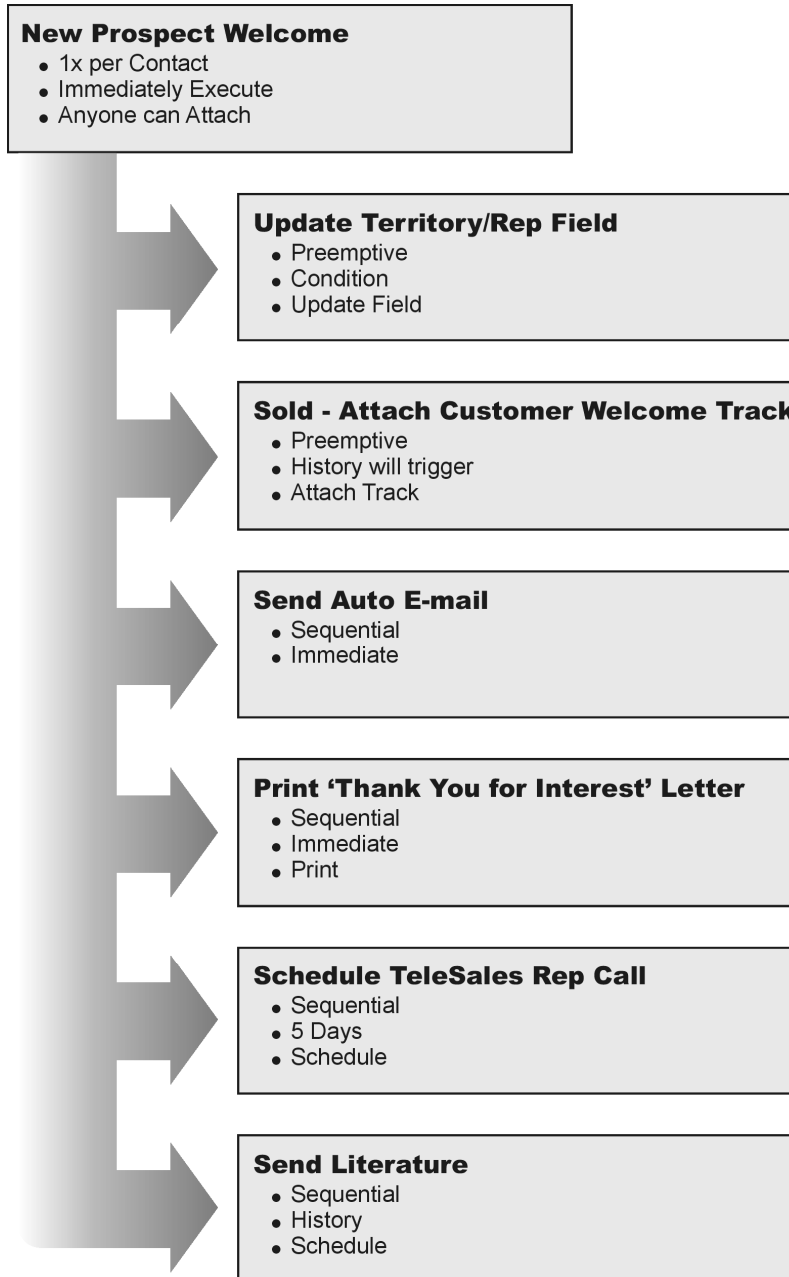 New Prospect Welcome
• 1x per Contact
• Immediately Execute
• Anyone can Attach
Update Territory/Rep Field
• Preemptive
• Condition
• Update Field
Sold - Attach Customer Welcome Track
• Preemptive
• History will trigger
• Attach Track
Send Auto E-mail
• Sequential
• Immediate
Print ‘Thank You for Interest’ Letter
• Sequential
• Immediate
• Print
Schedule TeleSales Rep Call
• Sequential
• 5 Days
• Schedule
Send Literature
• Sequential
• History
• Schedule